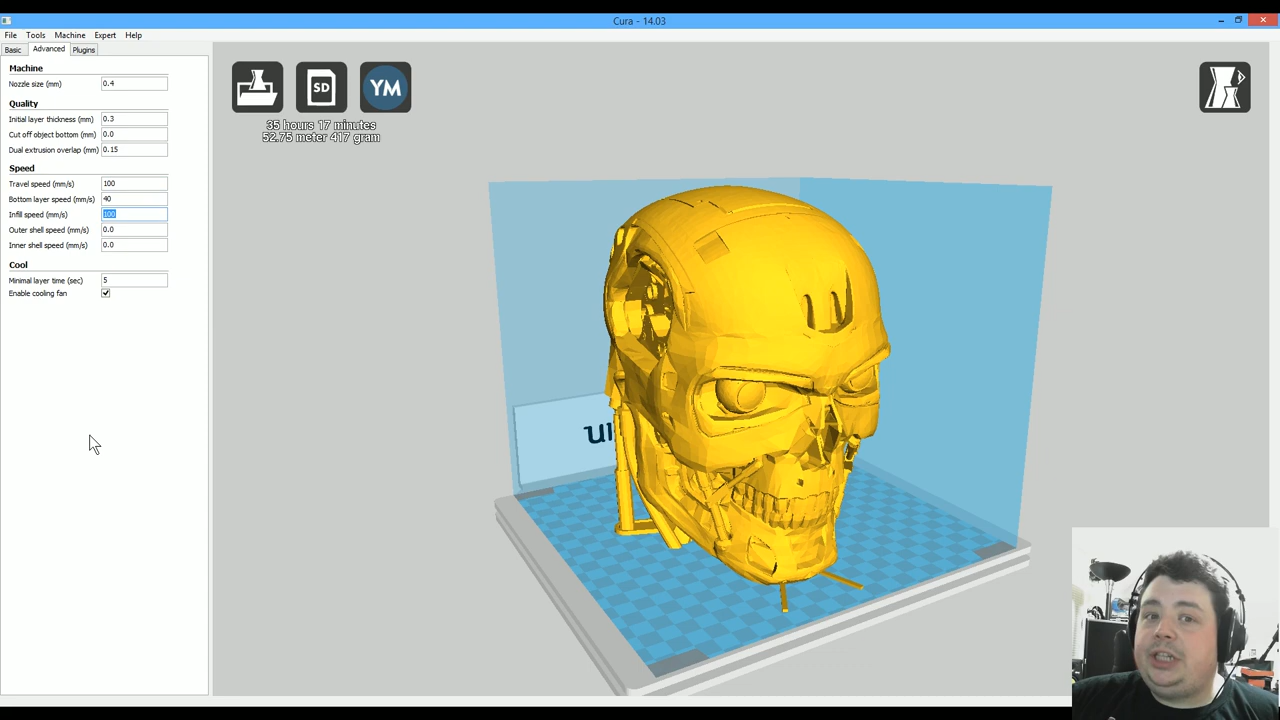 Cura - 14.03
File Tools Machine Expert Help
Basic Advanced Plugins
Machine
Nozzle size (mm) 0.4
Quality
Initial layer thickness (mm) 0.3
Cut off object bottom (mm) 0.0
Dual extrusion overlap (mm) 0.15
Speed
Travel speed (mm/s) 100
Bottom layer speed (mm/s) 40
Infill speed (mm/s) 100
Outer shell speed (mm/s) 0.0
Inner shell speed (mm/s) 0.0
Cool
Minimal layer time (sec) 5
Enable cooling fan
SD YM
35 hours 17 minutes
52.75 meter 417 gram